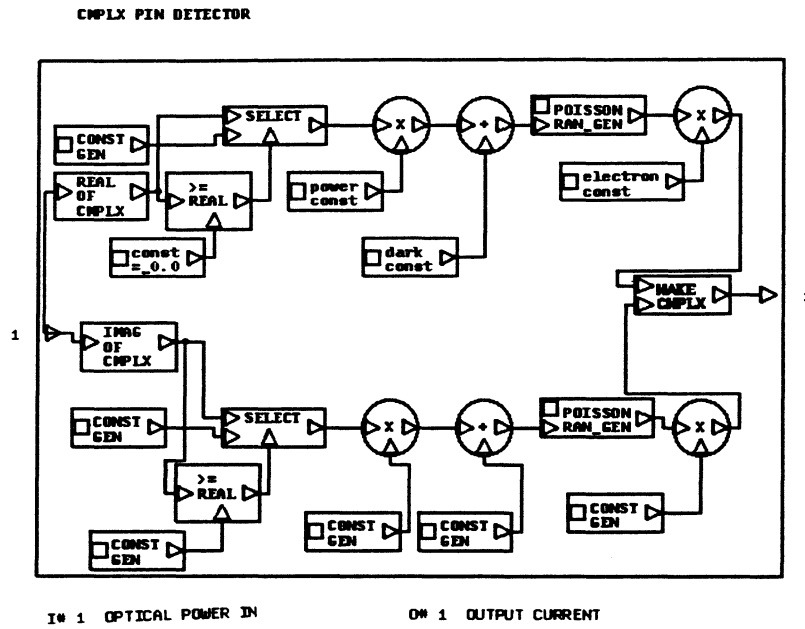 CMPLX PIN DETECTOR
CONST
GEN
SELECT
X
+
POISSON
RAN_GEN
X
REAL
OF
CMPLX
>=
REAL
power
const
electron
const
const
=_0.0
dark
const
MAKE
CMPLX
1
IMAG
OF
CMPLX
CONST
GEN
SELECT
X
+
POISSON
RAN_GEN
X
>=
REAL
CONST
GEN
CONST
GEN
CONST
GEN
CONST
GEN
I# 1 OPTICAL POWER IN
O# 1 OUTPUT CURRENT